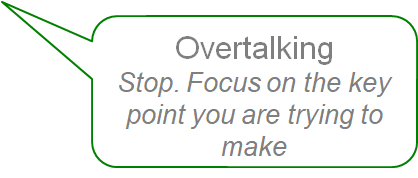 Overtalking
Stop. Focus on the key
point you are trying to
make